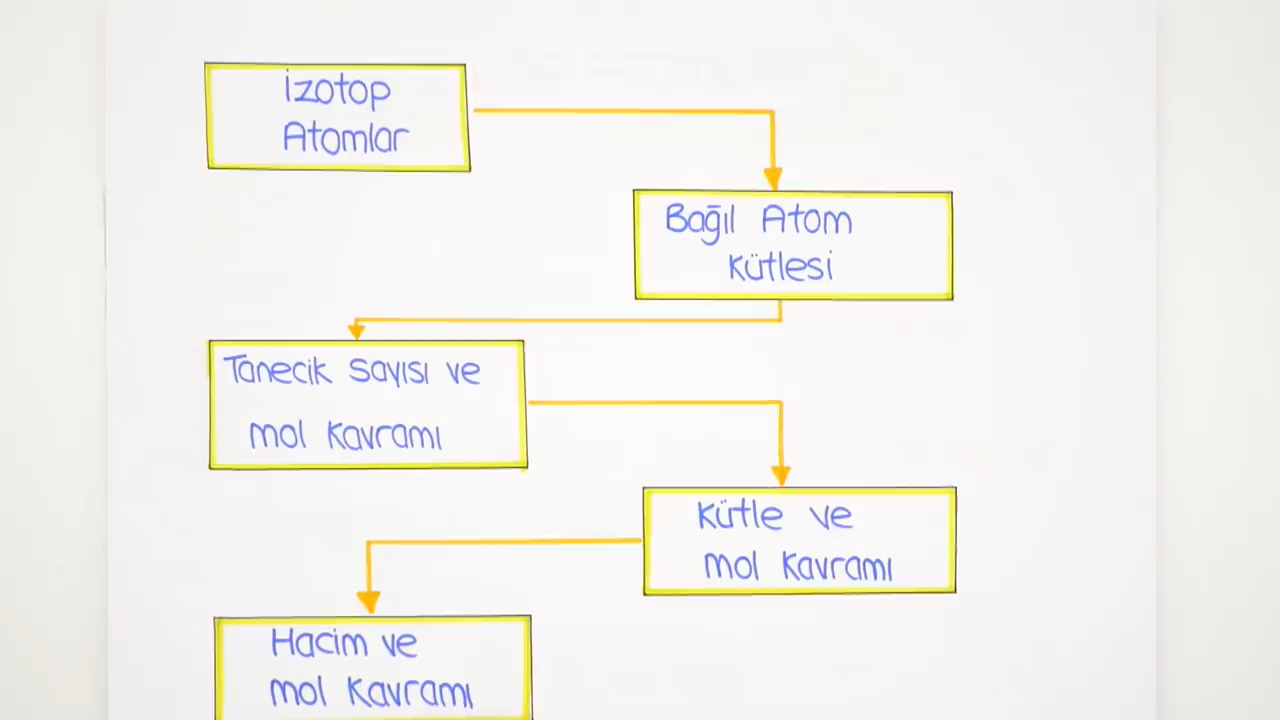 İzotop
Atomlar
Bağıl Atom
Kütlesi
Tanecik Sayısı ve
mol Kavramı
Kütle ve
mol Kavramı
Hacim ve
mol Kavramı